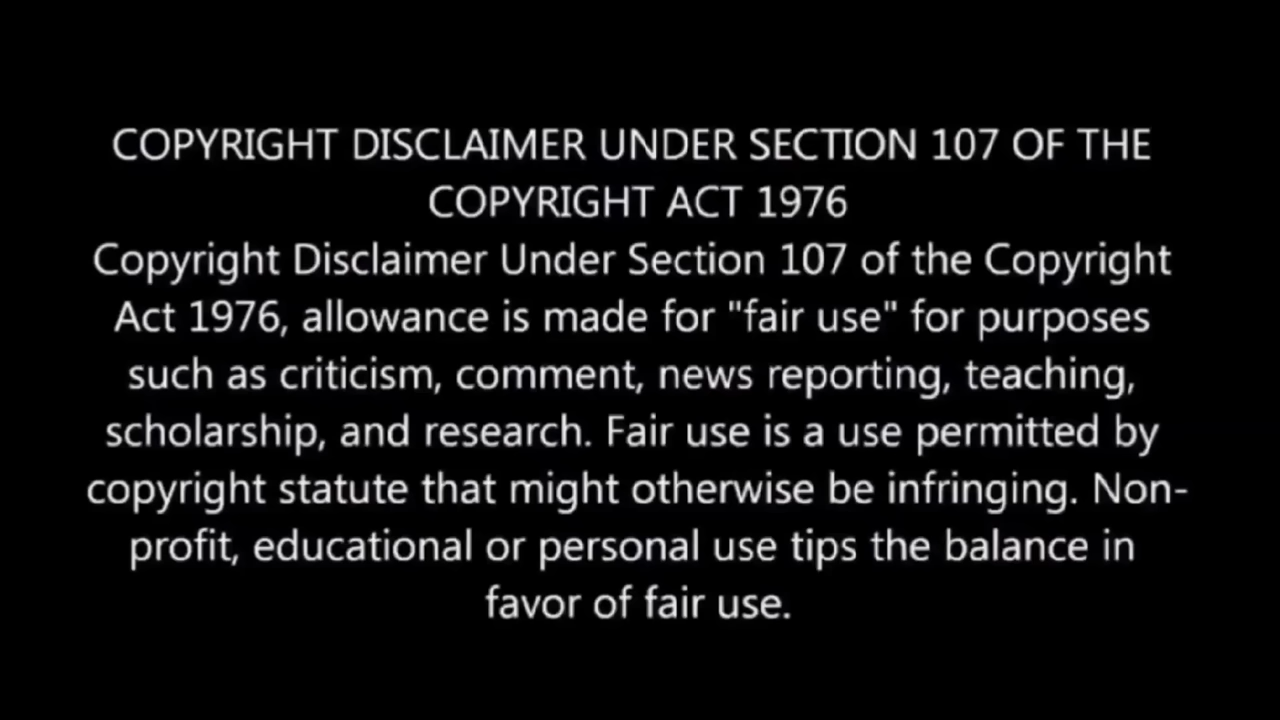 COPYRIGHT DISCLAIMER UNDER SECTION 107 OF THE
COPYRIGHT ACT 1976
Copyright Disclaimer Under Section 107 of the Copyright
Act 1976, allowance is made for "fair use" for purposes
such as criticism, comment, news reporting, teaching,
scholarship, and research. Fair use is a use permitted by
copyright statute that might otherwise be infringing. Non-
profit, educational or personal use tips the balance in
favor of fair use.